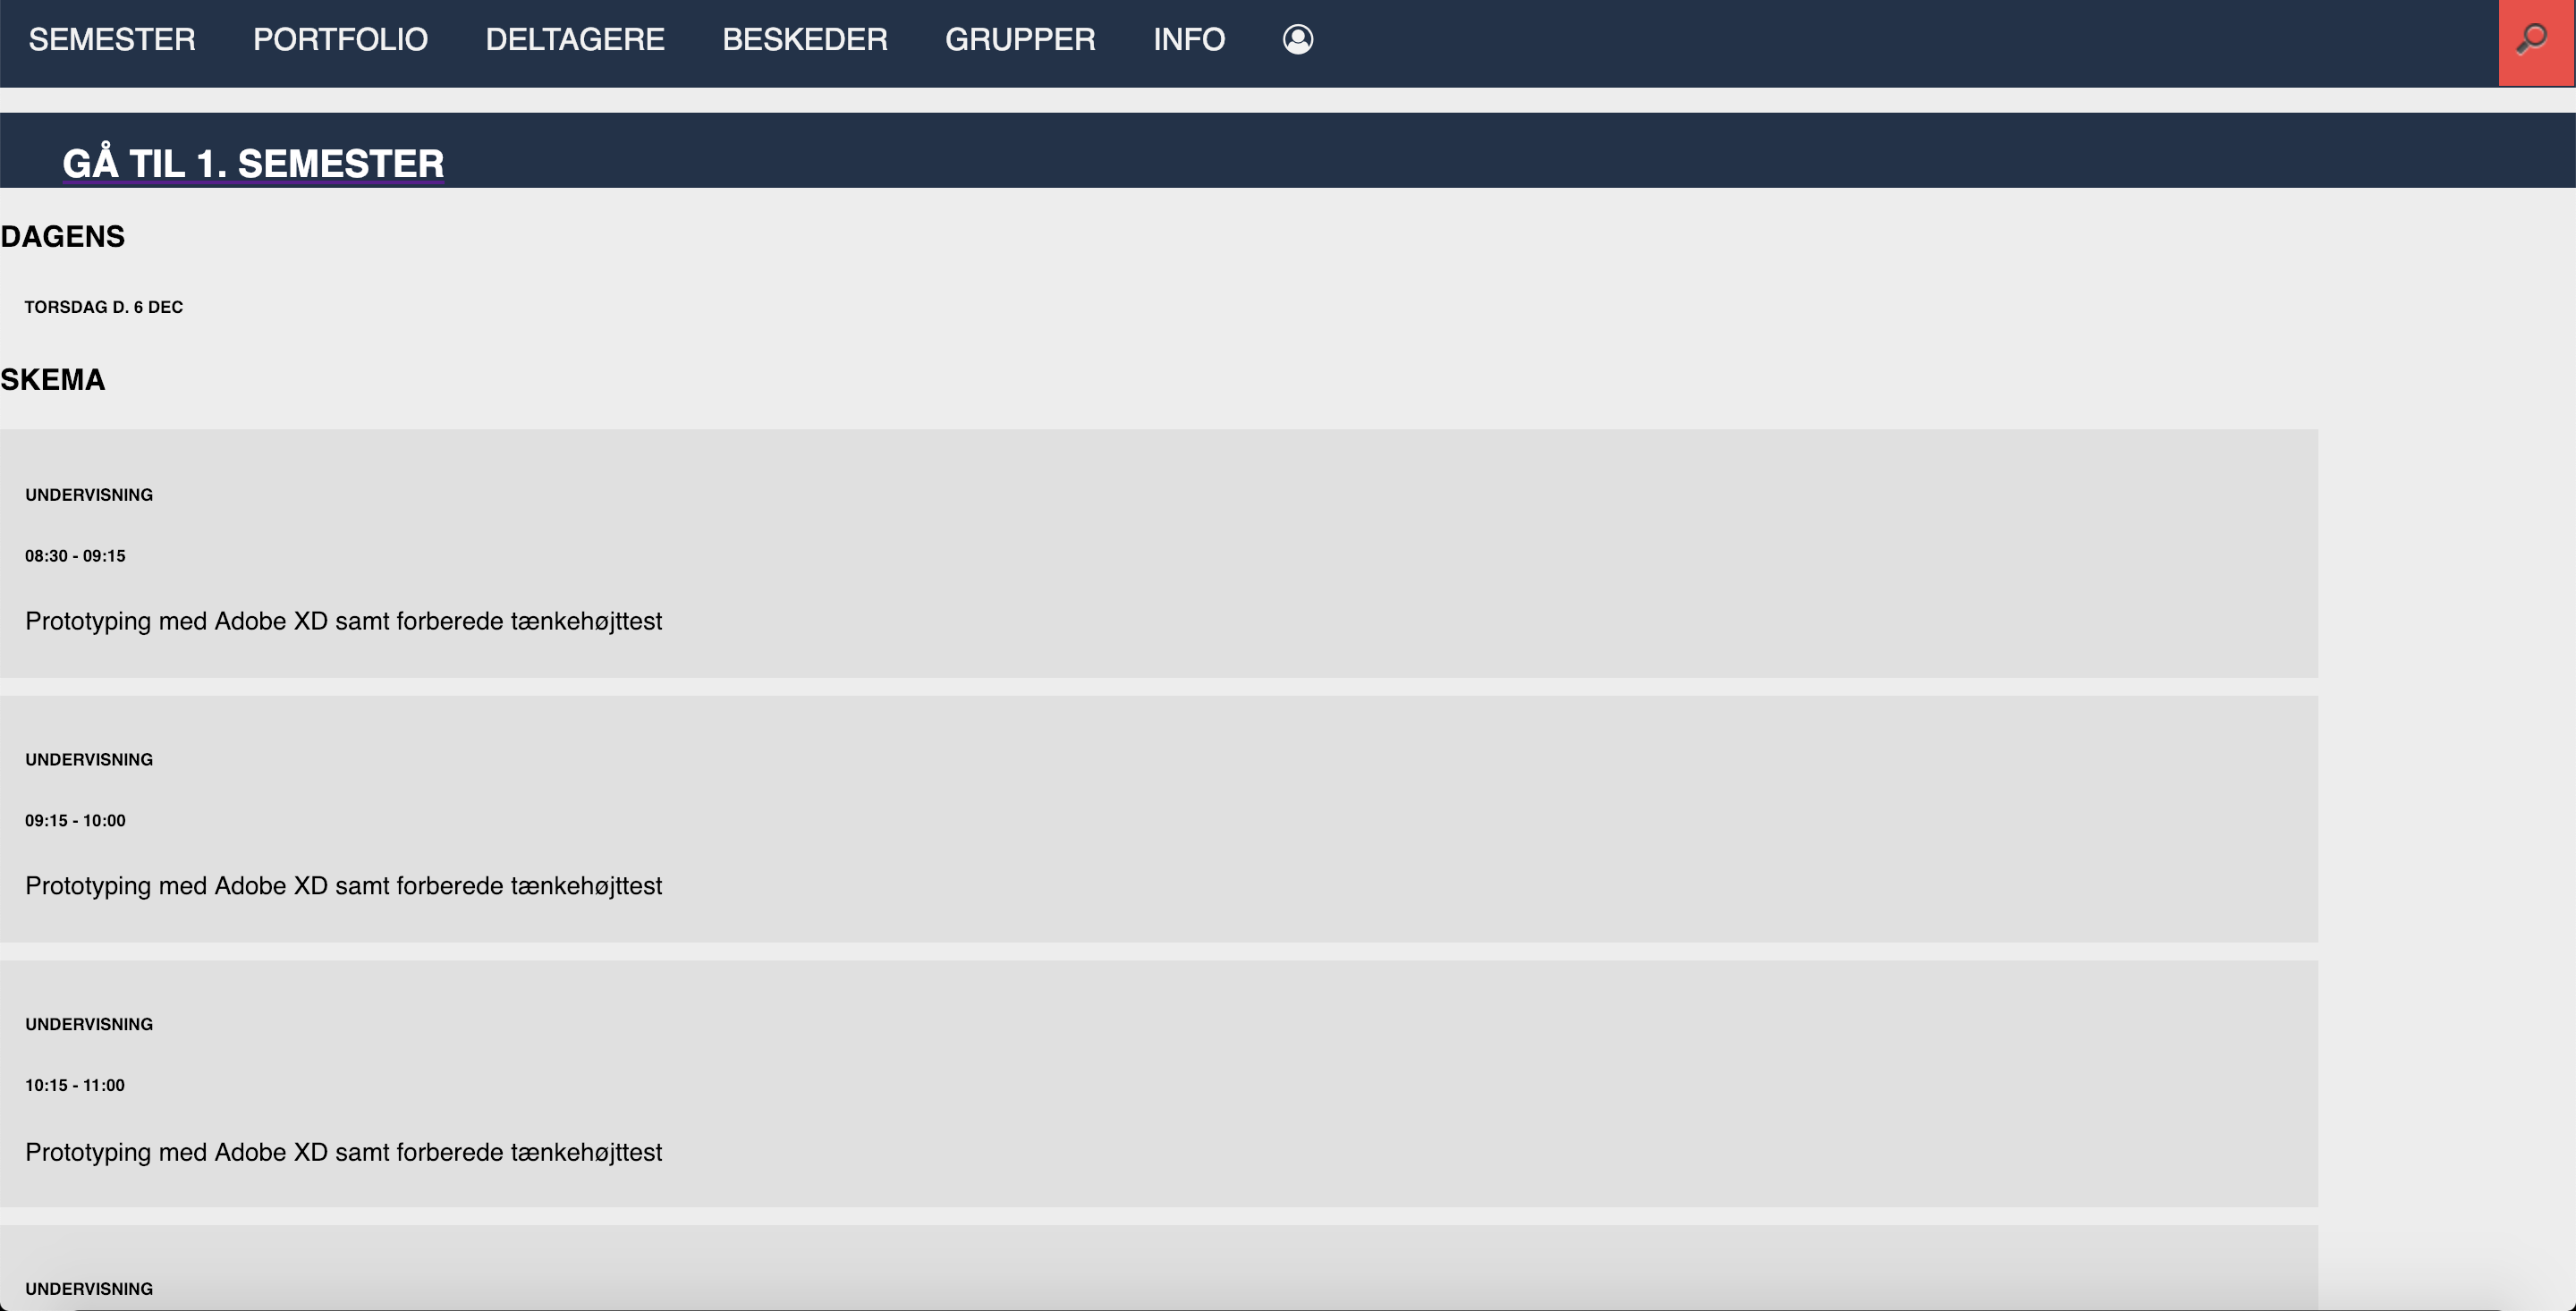 SEMESTER PORTFOLIO DELTAGERE BESKEDER GRUPPER INFO
GÅ TIL 1. SEMESTER
DAGENS
TORSDAG D. 6 DEC
SKEMA
UNDERVISNING
08:30 - 09:15
Prototyping med Adobe XD samt forberede tænkehøjttest
UNDERVISNING
09:15 - 10:00
Prototyping med Adobe XD samt forberede tænkehøjttest
UNDERVISNING
10:15 - 11:00
Prototyping med Adobe XD samt forberede tænkehøjttest
UNDERVISNING